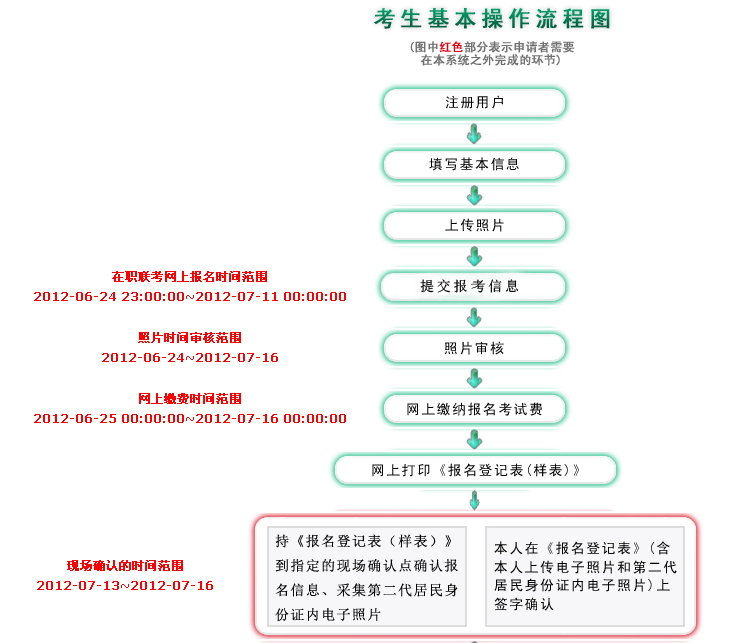 考生基本操作流程图
(图中红色部分表示申请者需要
在本系统之外完成的环节)
注册用户
填写基本信息
上传照片
在职联考网上报名时间范围
2012-06-24 23:00:00~2012-07-11 00:00:00
提交报考信息
照片时间审核范围
2012-06-24~2012-07-16
照片审核
网上缴费时间范围
2012-06-25 00:00:00~2012-07-16 00:00:00
网上缴纳报名考试费
网上打印《报名登记表(样表)》
现场确认的时间范围
2012-07-13~2012-07-16
持《报名登记表（样表）》
到指定的现场确认点确认报
名信息、采集第二代居民身
份证内电子照片
本人在《报名登记表》(含
本人上传电子照片和第二代
居民身份证内电子照片)上
签字确认